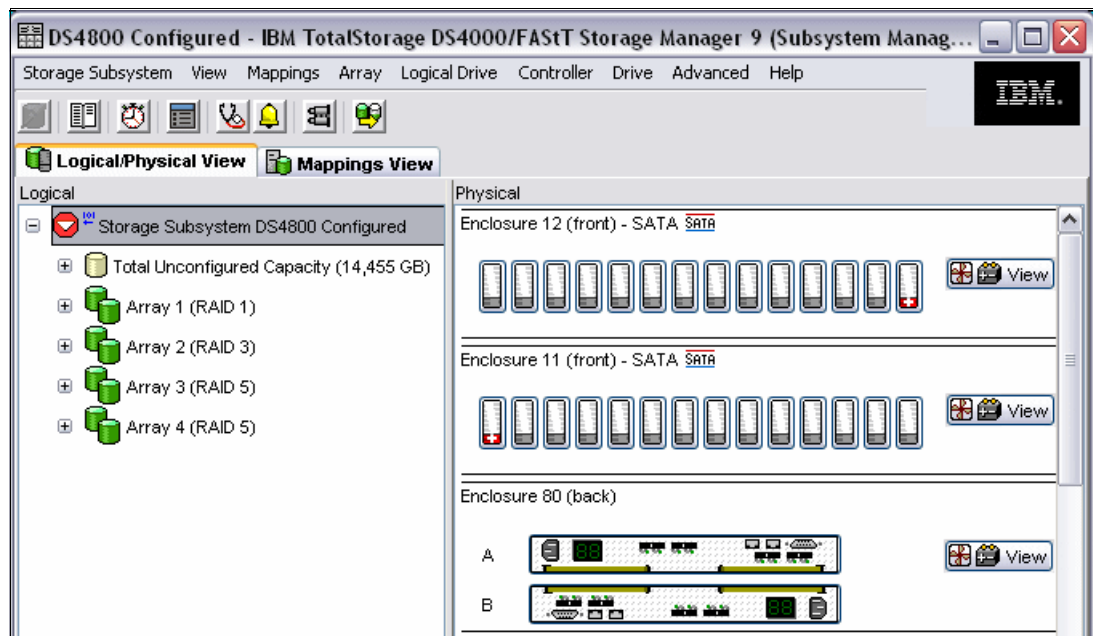 DS4800 Configured - IBM TotalStorage DS4000/FAStT Storage Manager 9 (Subsystem Manag...
Storage Subsystem View Mappings Array Logical Drive Controller Drive Advanced Help
IBM.
Logical/Physical View Mappings View
Logical
Storage Subsystem DS4800 Configured
Total Unconfigured Capacity (14,455 GB)
Array 1 (RAID 1)
Array 2 (RAID 3)
Array 3 (RAID 5)
Array 4 (RAID 5)
Physical
Enclosure 12 (front) - SATA SATA
View
Enclosure 11 (front) - SATA SATA
View
Enclosure 80 (back)
A 88
View
B 88